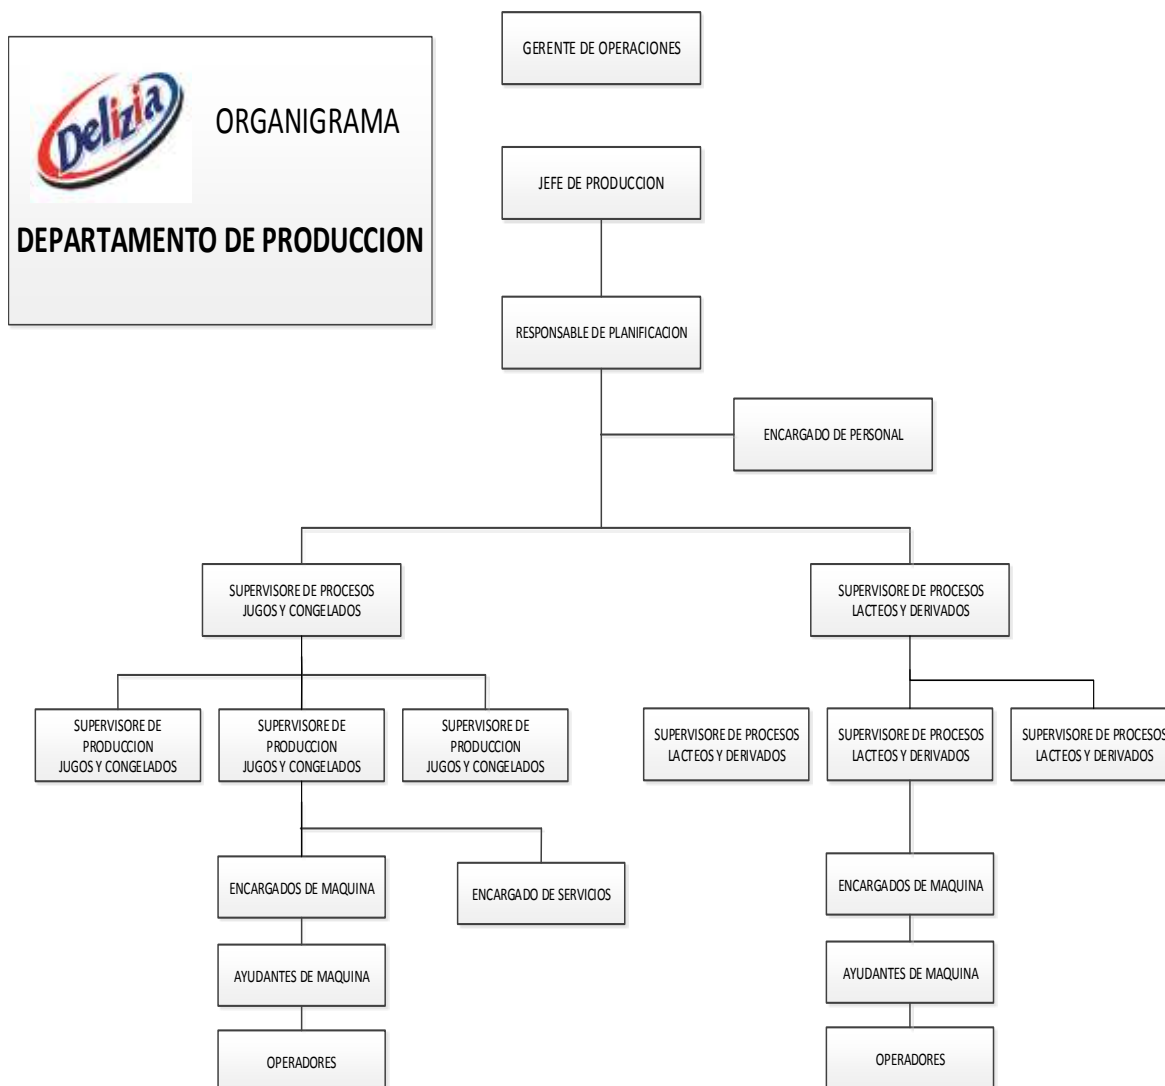 GERENTE DE OPERACIONES
Delizia
ORGANIGRAMA
DEPARTAMENTO DE PRODUCCION
JEFE DE PRODUCCION
RESPONSABLE DE PLANIFICACION
ENCARGADO DE PERSONAL
SUPERVISORE DE PROCESOS
JUGOS Y CONGELADOS
SUPERVISORE DE PROCESOS
LACTEOS Y DERIVADOS
SUPERVISORE DE
PRODUCCION
JUGOS Y CONGELADOS
SUPERVISORE DE
PRODUCCION
JUGOS Y CONGELADOS
SUPERVISORE DE
PRODUCCION
JUGOS Y CONGELADOS
SUPERVISORE DE PROCESOS
LACTEOS Y DERIVADOS
SUPERVISORE DE PROCESOS
LACTEOS Y DERIVADOS
SUPERVISORE DE PROCESOS
LACTEOS Y DERIVADOS
ENCARGADOS DE MAQUINA
ENCARGADO DE SERVICIOS
ENCARGADOS DE MAQUINA
AYUDANTES DE MAQUINA
AYUDANTES DE MAQUINA
OPERADORES
OPERADORES